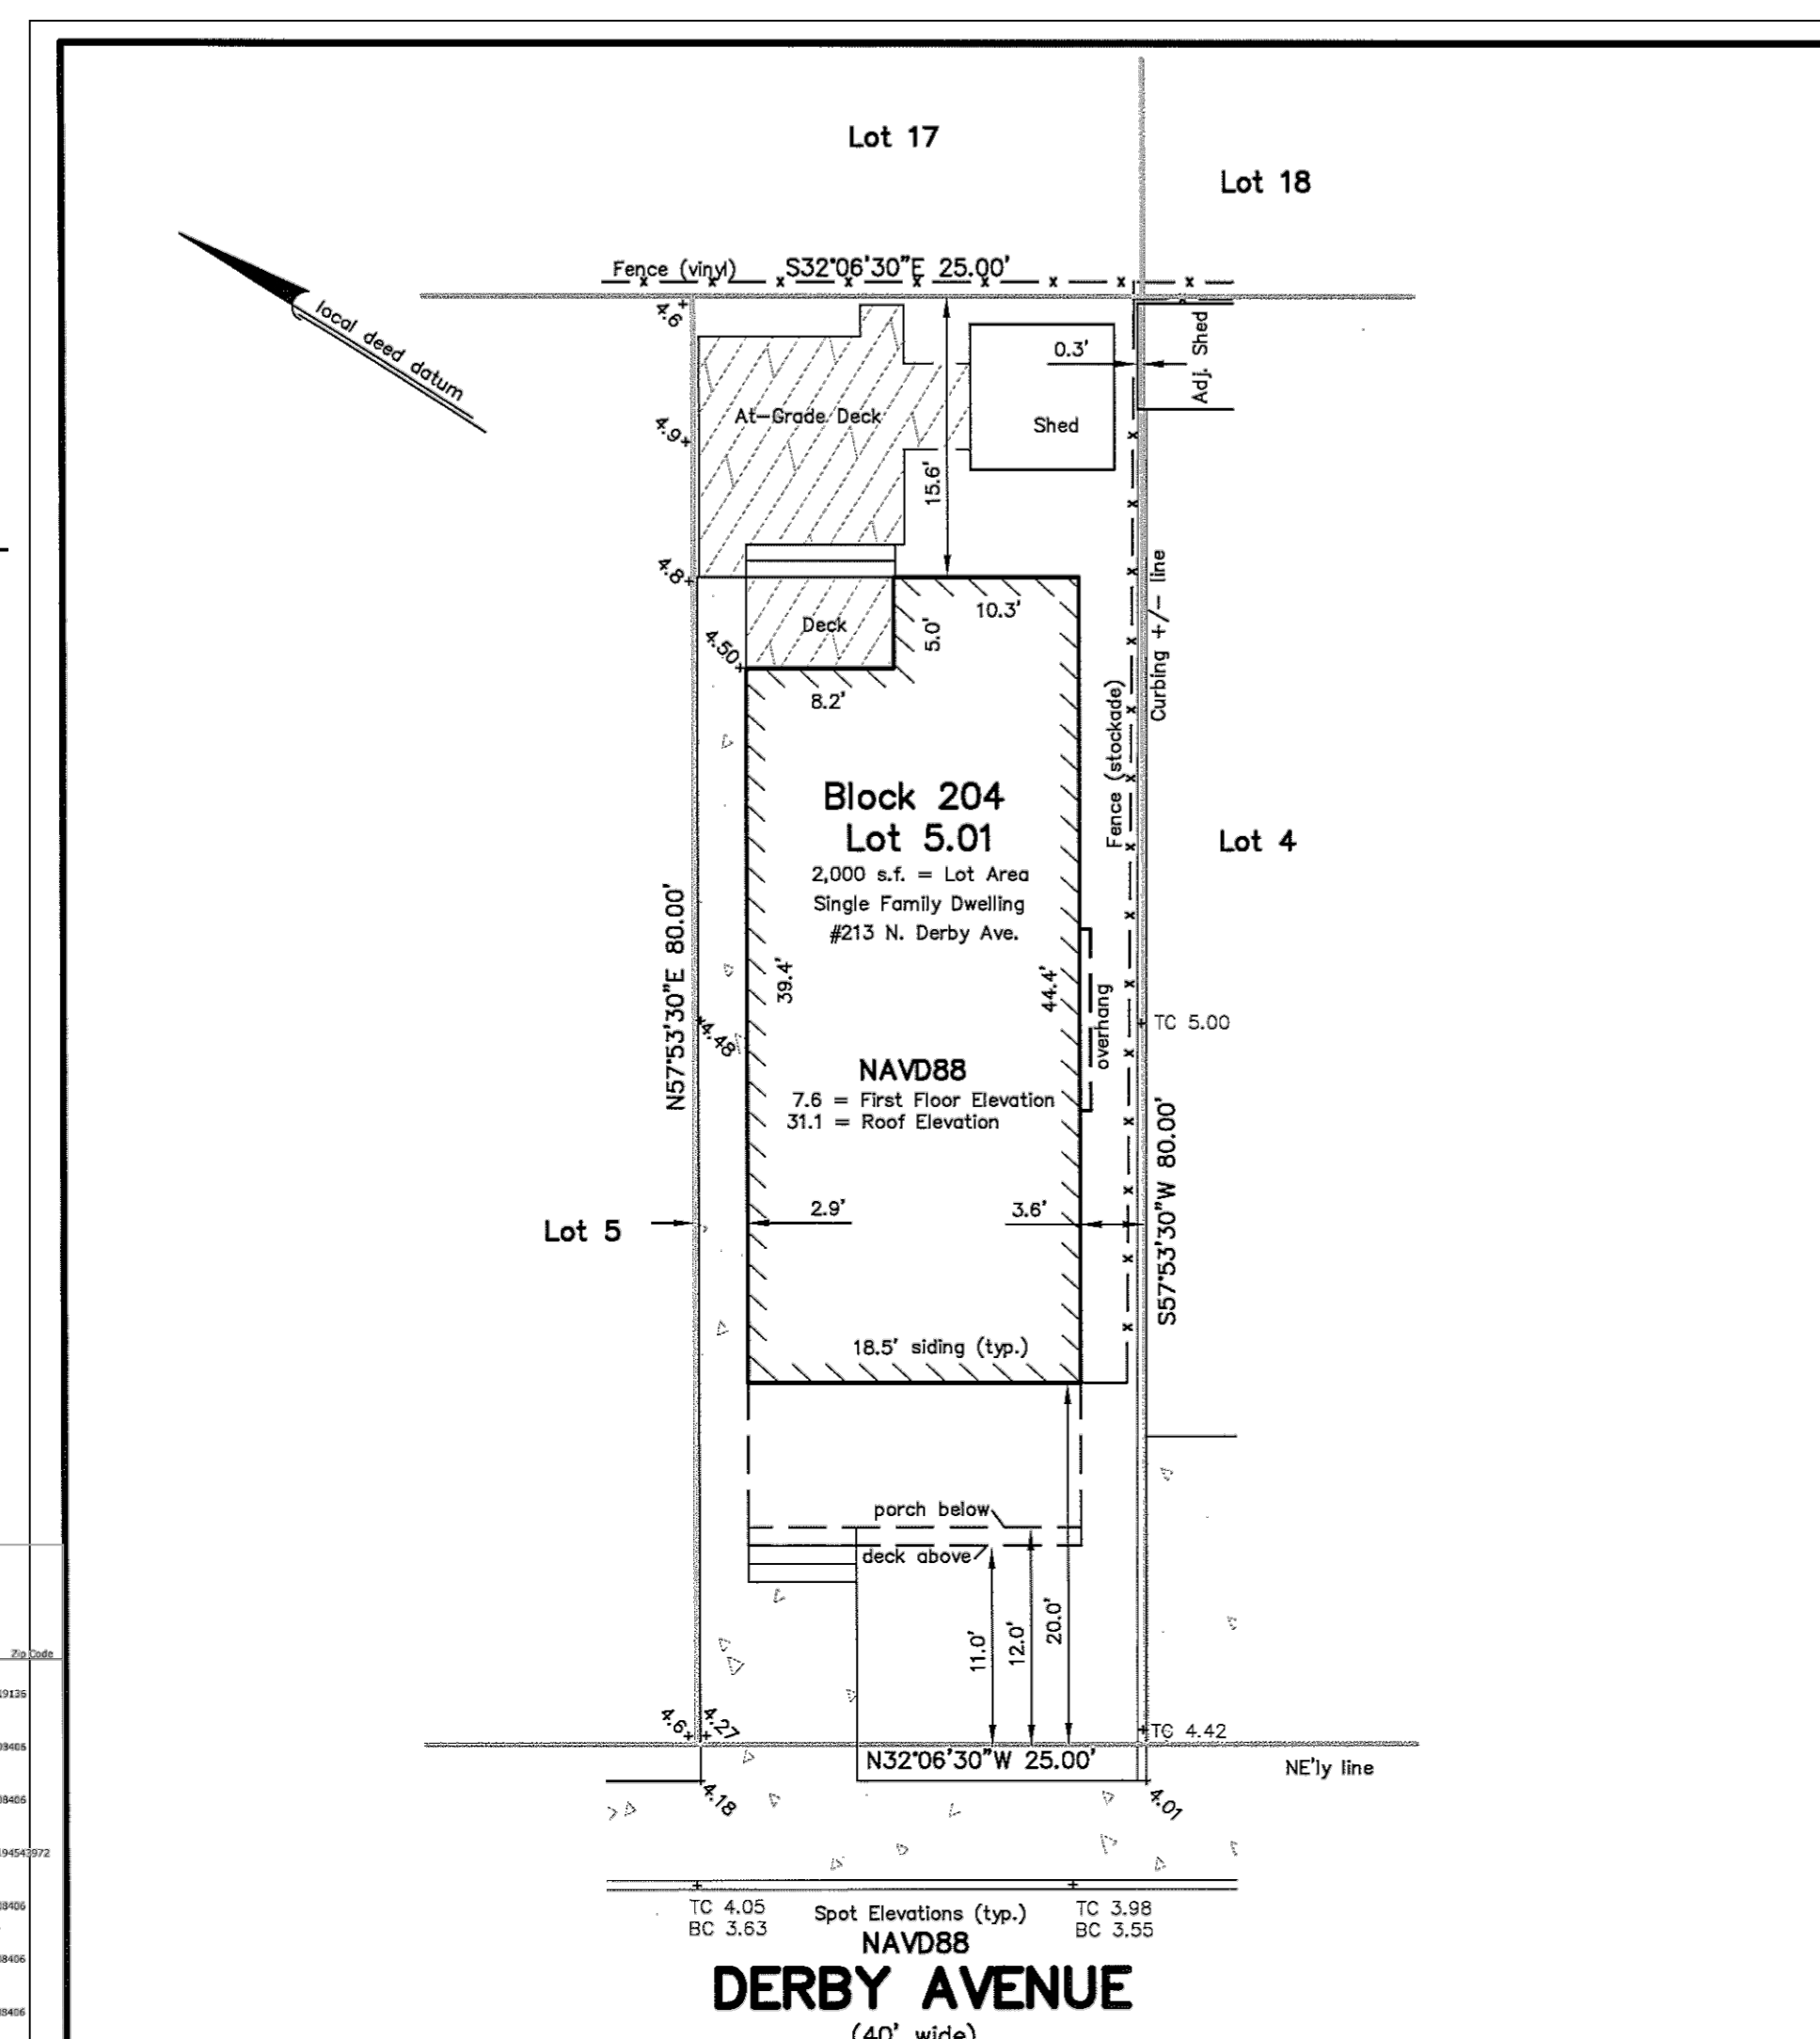 Lot 17
Lot 18
Fence (vinyl)
S32°06'30"E 25.00'
local deed datum
4.6
0.3'
Adj. Shed
At-Grade Deck
Shed
4.9
15.6'
4.8
Curbing +/- line
10.3'
Deck
5.0'
4.50
8.2'
Fence (stockade)
Block 204
Lot 5.01
2,000 s.f. = Lot Area
Single Family Dwelling
#213 N. Derby Ave.
Lot 4
N57°53'30"E 80.00'
39.4'
44.4'
overhang
TC 5.00
4.48
NAVD88
7.6 = First Floor Elevation
31.1 = Roof Elevation
S57°53'30"W 80.00'
Lot 5
2.9'
3.6'
18.5' siding (typ.)
porch below
deck above
11.0'
12.0'
20.0'
Zip Code
19136
08406
4.6
4.27
TC 4.42
N32°06'30"W 25.00'
NE'ly line
4.18
4.01
08406
194543972
TC 4.05
BC 3.63
Spot Elevations (typ.)
TC 3.98
BC 3.55
08406
NAVD88
08406
DERBY AVENUE
08406
(40' wide)